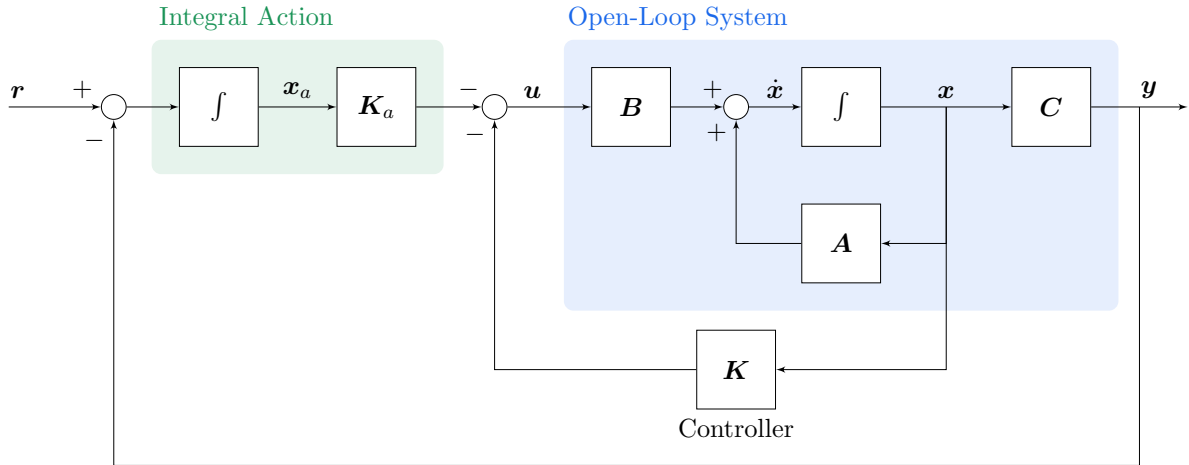 Integral Action
Open-Loop System
r
+
−
∫
x_a
K_a
−
−
u
B
+
+
ẋ
∫
x
C
y
A
K
Controller